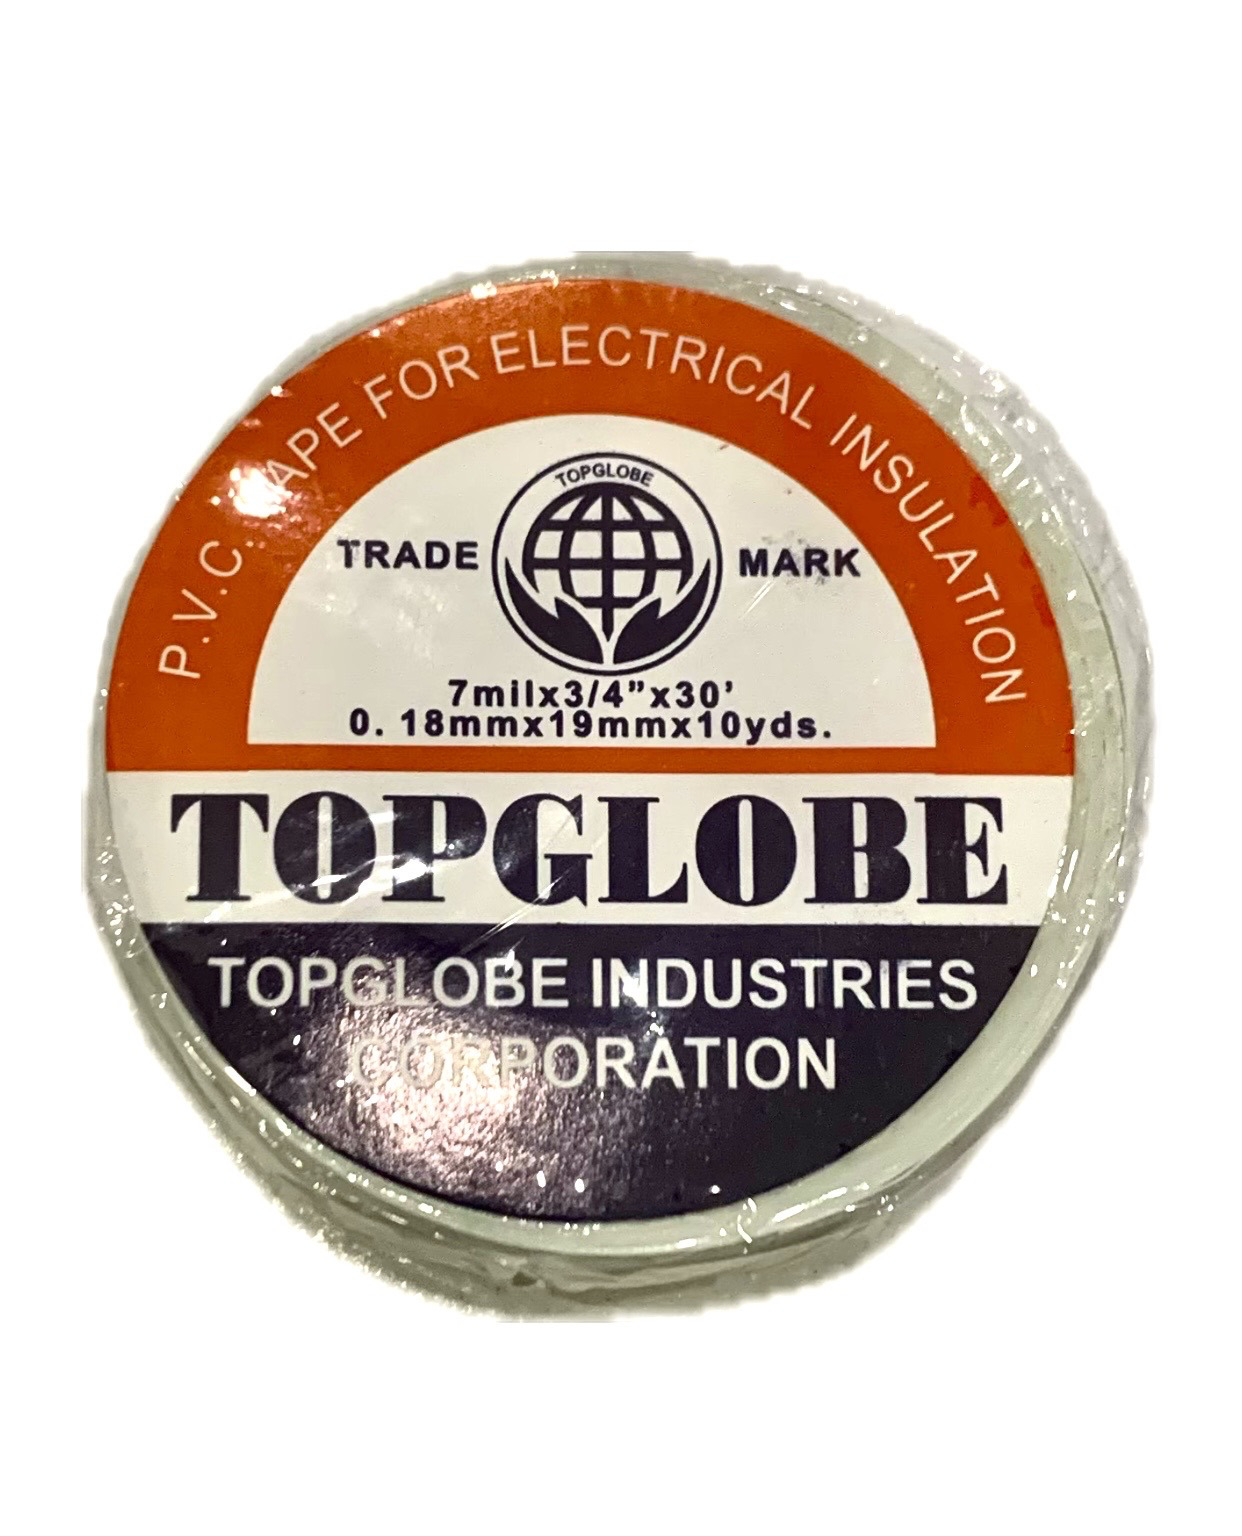 P.V.C. TAPE FOR ELECTRICAL INSULATION
TOPGLOBE
TRADE MARK
7milx3/4”x30’
0. 18mmx19mmx10yds.
TOPGLOBE
TOPGLOBE INDUSTRIES
CORPORATION